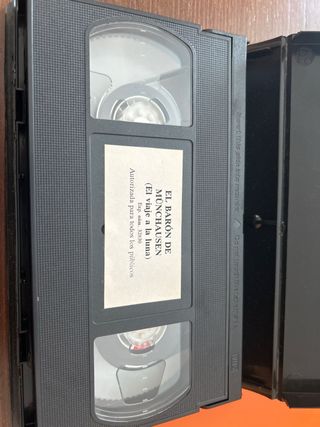 EL BARÓN DE
MÜNCHAUSEN
(El viaje a la luna)
Autorizada para todos los públicos